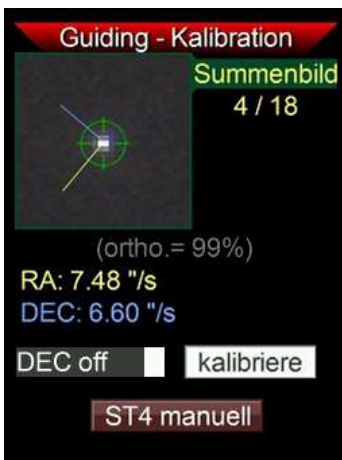 Guiding - Kalibration
Summenbild
4 / 18
(ortho.= 99%)
RA: 7.48 "/s
DEC: 6.60 "/s
DEC off
kalibriere
ST4 manuell